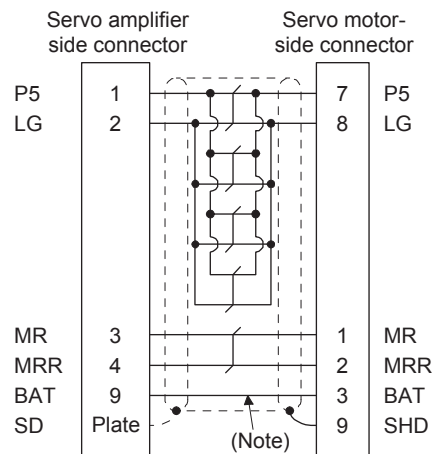 Servo amplifier side connector
Servo motor-side connector
P5 1 7 P5
LG 2 8 LG
MR 3 1 MR
MRR 4 2 MRR
BAT 9 3 BAT
SD Plate (Note) 9 SHD